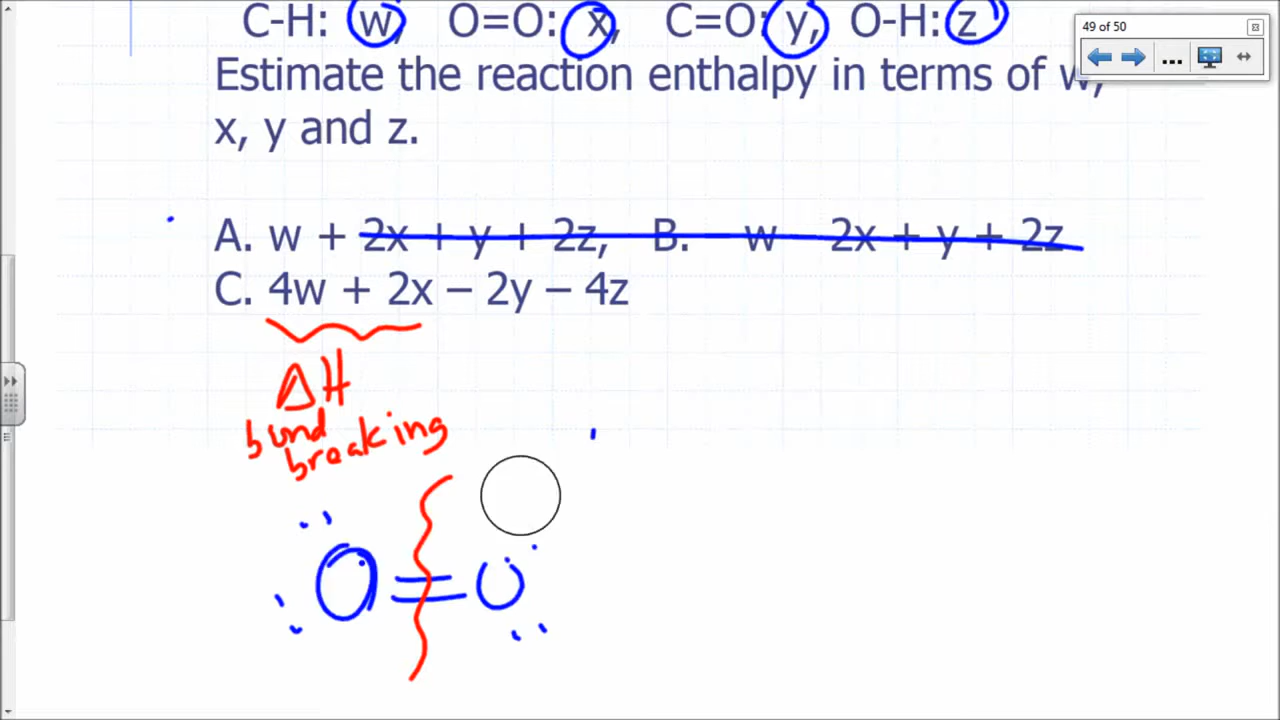 C-H: w, O=O: x, C=O: y, O-H: z
49 of 50
Estimate the reaction enthalpy in terms of w,
x, y and z.
A. w + 2x + y + 2z, B. – w – 2x + y + 2z
C. 4w + 2x – 2y – 4z
ΔH
bond
breaking
O=O